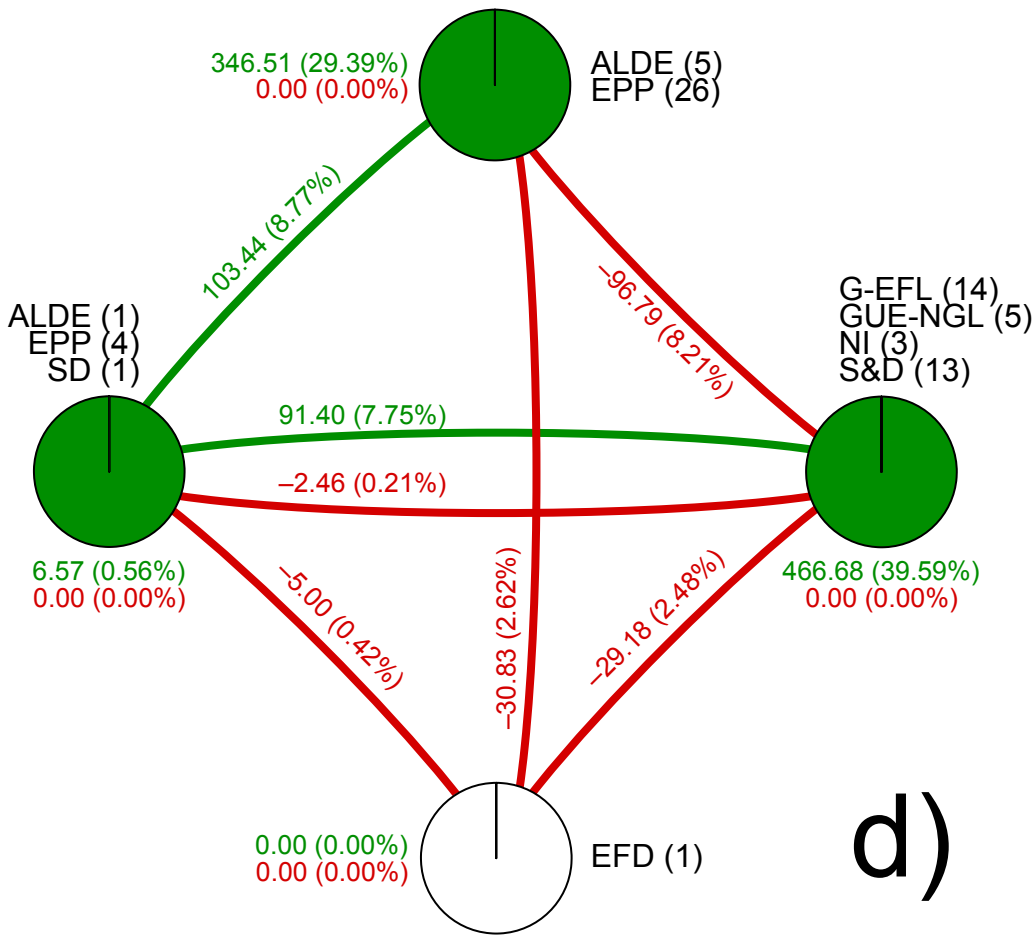 346.51 (29.39%)
0.00 (0.00%)
ALDE (5)
EPP (26)
103.44 (8.77%)
–96.79 (8.21%)
ALDE (1)
EPP (4)
SD (1)
G-EFL (14)
GUE-NGL (5)
NI (3)
S&D (13)
91.40 (7.75%)
–2.46 (0.21%)
6.57 (0.56%)
0.00 (0.00%)
466.68 (39.59%)
0.00 (0.00%)
–5.00 (0.42%)
–30.83 (2.62%)
–29.18 (2.48%)
0.00 (0.00%)
0.00 (0.00%)
EFD (1)
d)